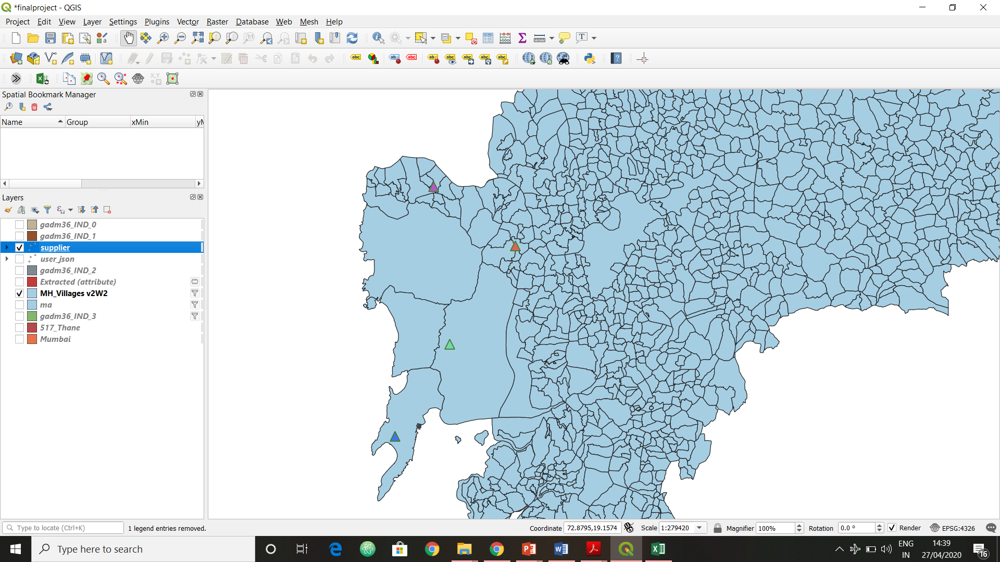 *finalproject - QGIS
Project Edit View Layer Settings Plugins Vector Raster Database Web Mesh Help
Spatial Bookmark Manager
Name Group xMin yM
Layers
gadm36_IND_0
gadm36_IND_1
supplier
user_json
gadm36_IND_2
Extracted (attribute)
MH_Villages v2W2
ma
gadm36_IND_3
517_Thane
Mumbai
Type to locate (Ctrl+K) 1 legend entries removed. Coordinate 72.8795,19.1574 Scale 1:279420 Magnifier 100% Rotation 0.0 ° Render EPSG:4326
Type here to search
ENG
IN
14:39
27/04/2020
16